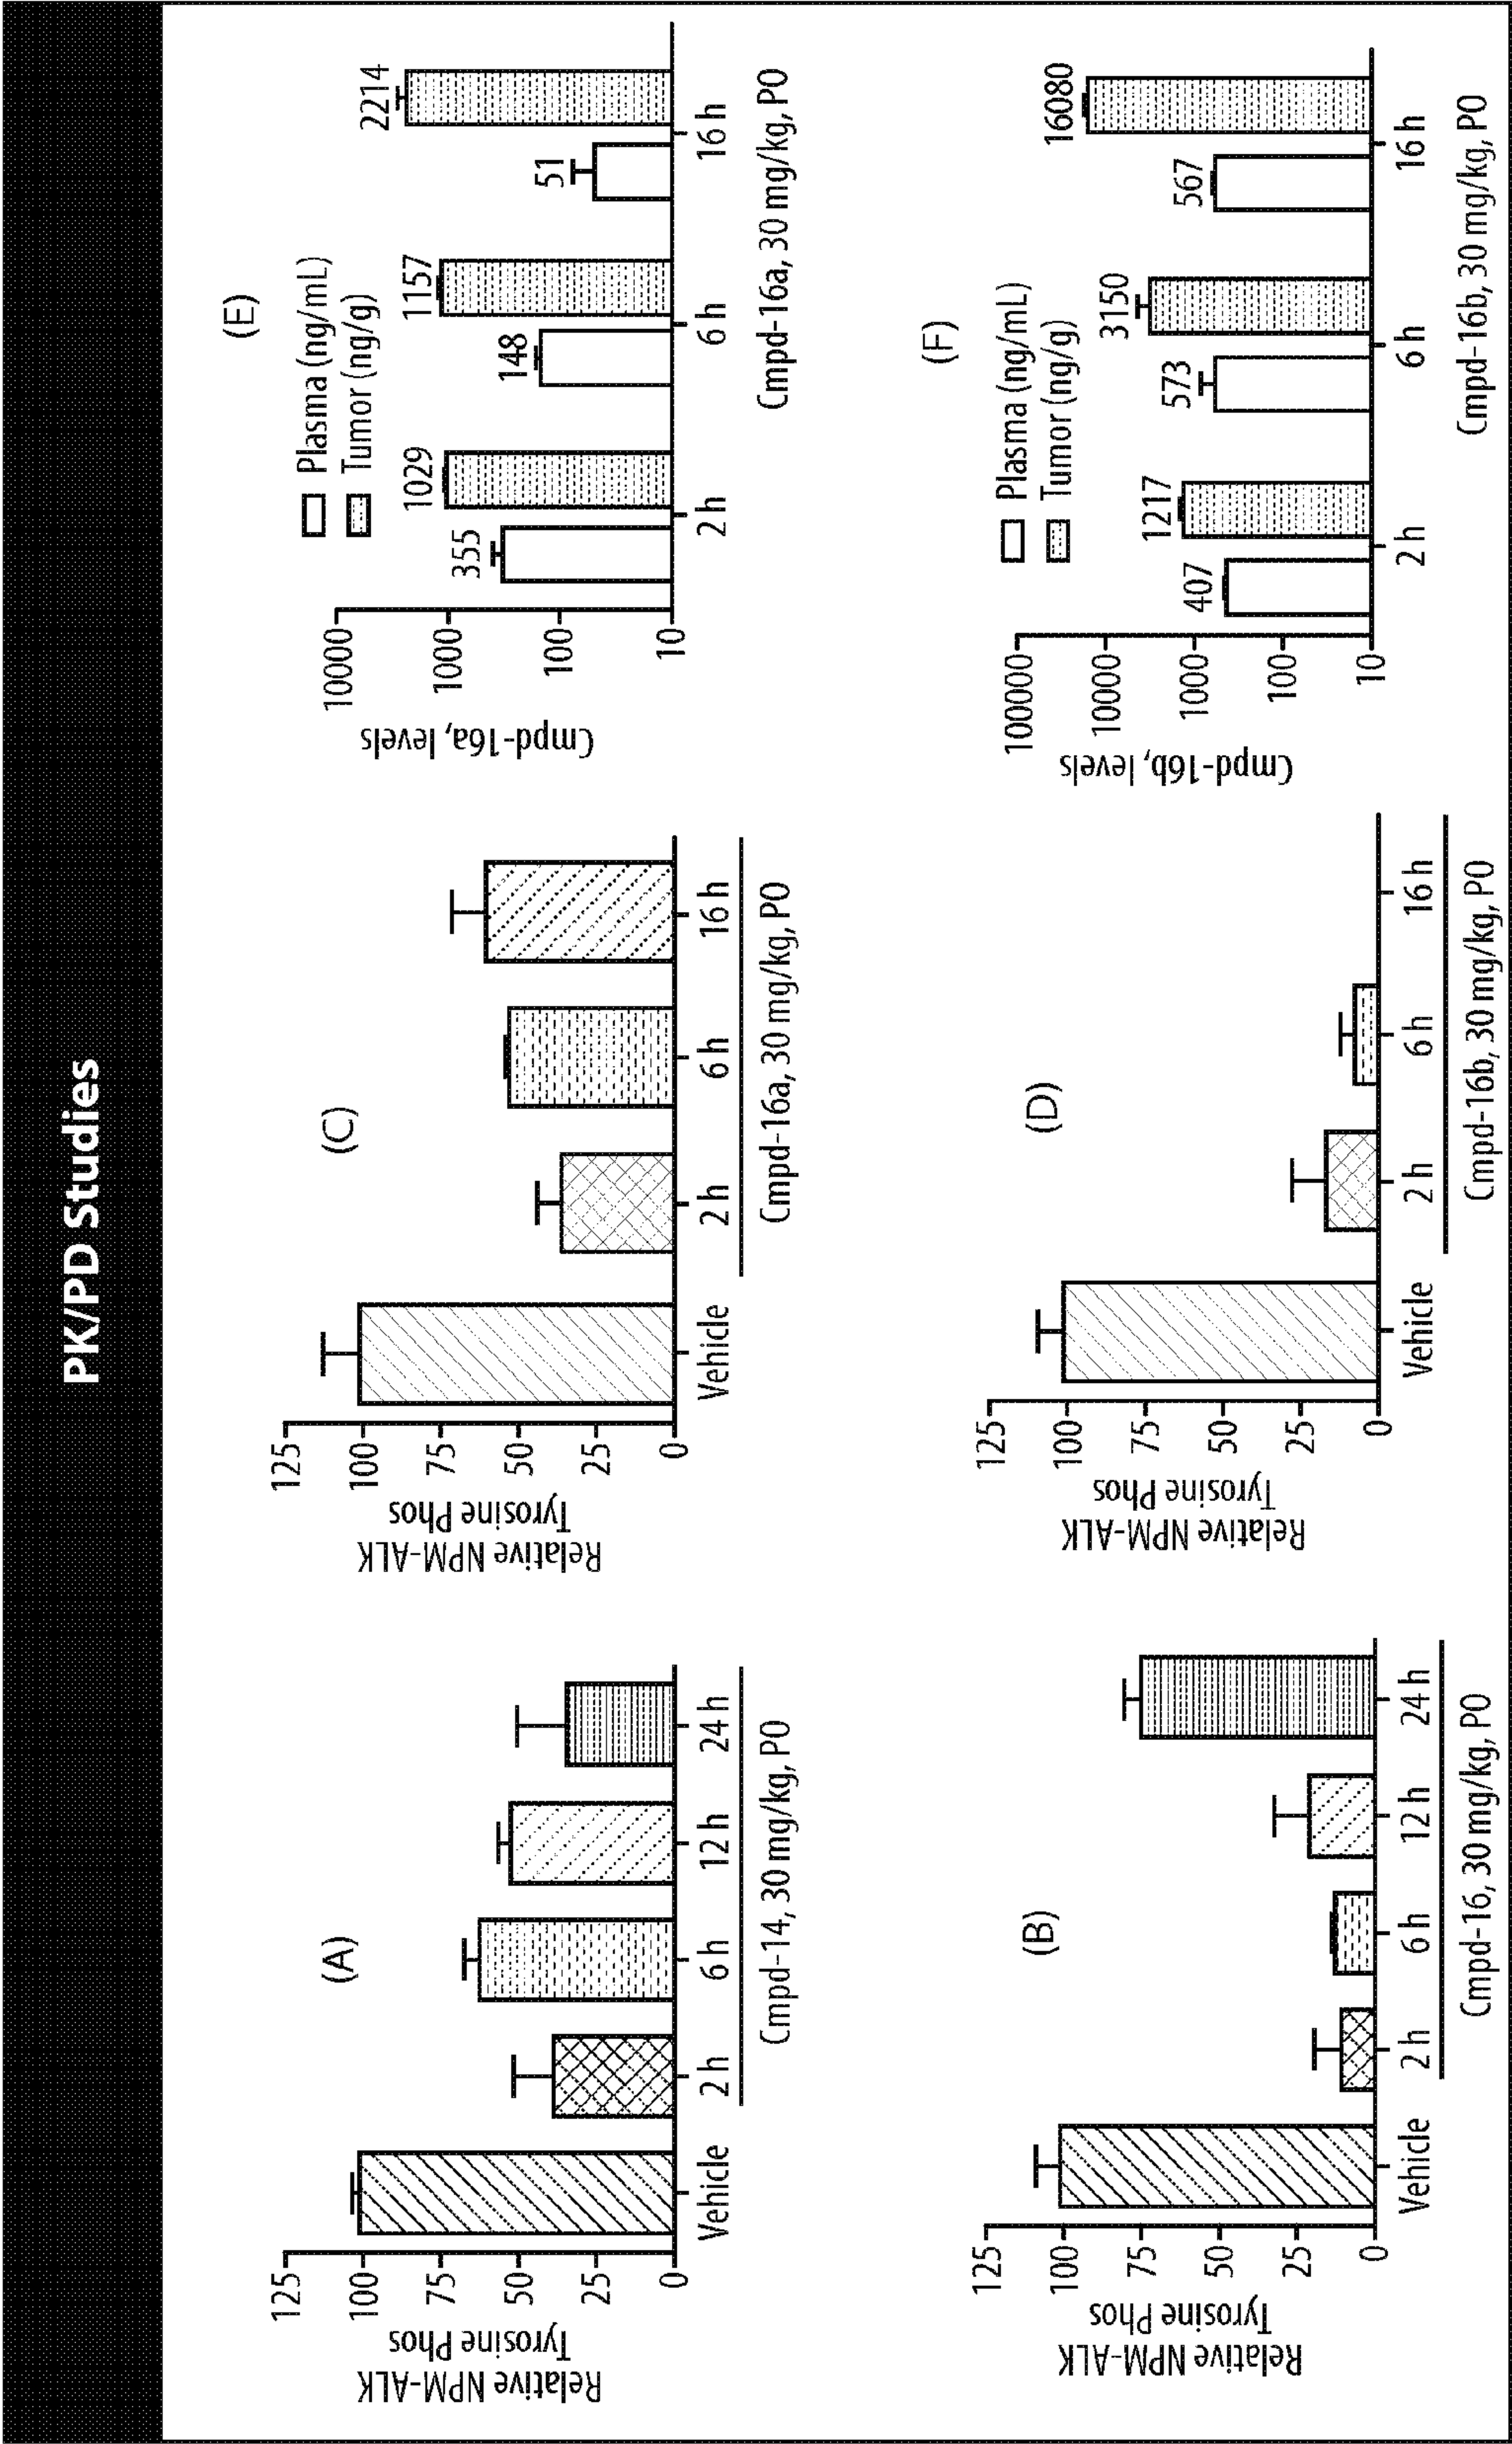 PK/PD Studies
(A)
Relative NPM-ALK
Tyrosine Phos
125
100
75
50
25
0
Vehicle 2 h 6 h 12 h 24 h
Cmpd-14, 30 mg/kg, PO
(C)
Relative NPM-ALK
Tyrosine Phos
125
100
75
50
25
0
Vehicle 2 h 6 h 16 h
Cmpd-16a, 30 mg/kg, PO
(E)
Plasma (ng/mL)
Tumor (ng/g)
Cmpd-16a, levels
10000
1000
100
10
355 1029 148 1157 51 2214
2 h 6 h 16 h
Cmpd-16a, 30 mg/kg, PO
(B)
Relative NPM-ALK
Tyrosine Phos
125
100
75
50
25
0
Vehicle 2 h 6 h 12 h 24 h
Cmpd-16, 30 mg/kg, PO
(D)
Relative NPM-ALK
Tyrosine Phos
125
100
75
50
25
0
Vehicle 2 h 6 h 16 h
Cmpd-16b, 30 mg/kg, PO
(F)
Plasma (ng/mL)
Tumor (ng/g)
Cmpd-16b, levels
100000
10000
1000
100
10
407 1217 573 3150 567 16080
2 h 6 h 16 h
Cmpd-16b, 30 mg/kg, PO